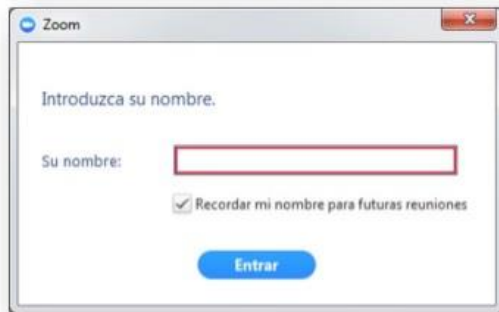 Zoom
Introduzca su nombre.
Su nombre:
Recordar mi nombre para futuras reuniones
Entrar